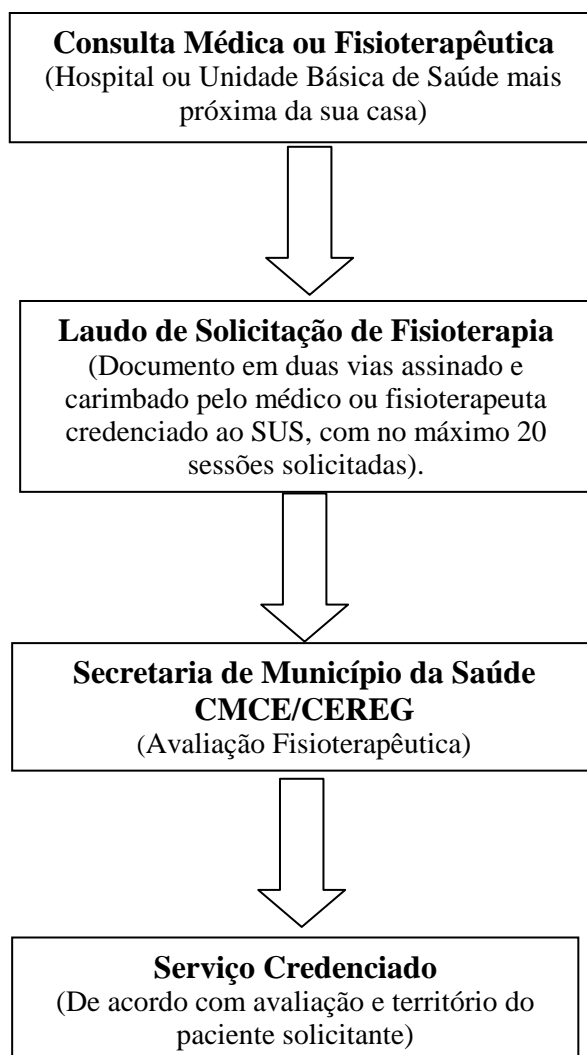 Consulta Médica ou Fisioterapêutica
(Hospital ou Unidade Básica de Saúde mais
próxima da sua casa)
Laudo de Solicitação de Fisioterapia
(Documento em duas vias assinado e
carimbado pelo médico ou fisioterapeuta
credenciado ao SUS, com no máximo 20
sessões solicitadas).
Secretaria de Município da Saúde
CMCE/CEREG
(Avaliação Fisioterapêutica)
Serviço Credenciado
(De acordo com avaliação e território do
paciente solicitante)